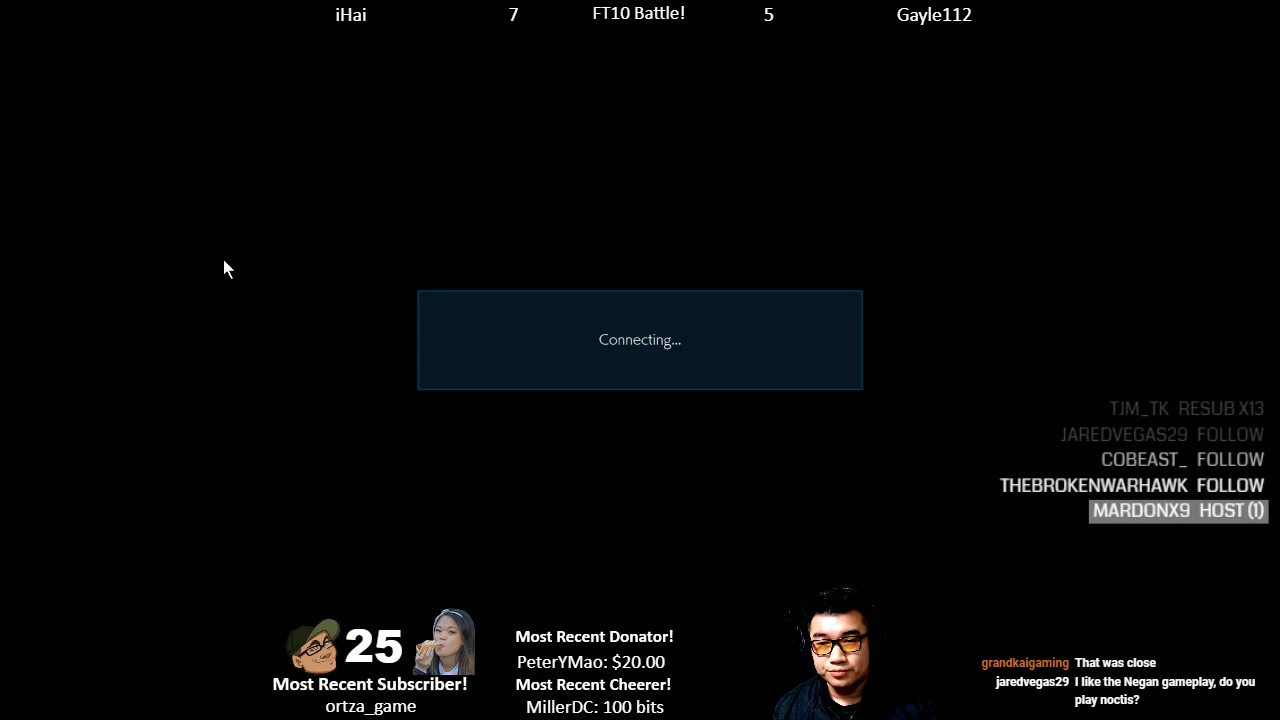 iHai 7 FT10 Battle! 5 Gayle112
Connecting...
TJM_TK RESUB X13
JAREDVEGAS29 FOLLOW
COBEAST_ FOLLOW
THEBROKENWARHAWK FOLLOW
MARDONX9 HOST (1)
25
Most Recent Subscriber!
ortza_game
Most Recent Donator!
PeterYMao: $20.00
Most Recent Cheerer!
MillerDC: 100 bits
grandkaigaming That was close
jaredvegas29 I like the Negan gameplay, do you
play noctis?